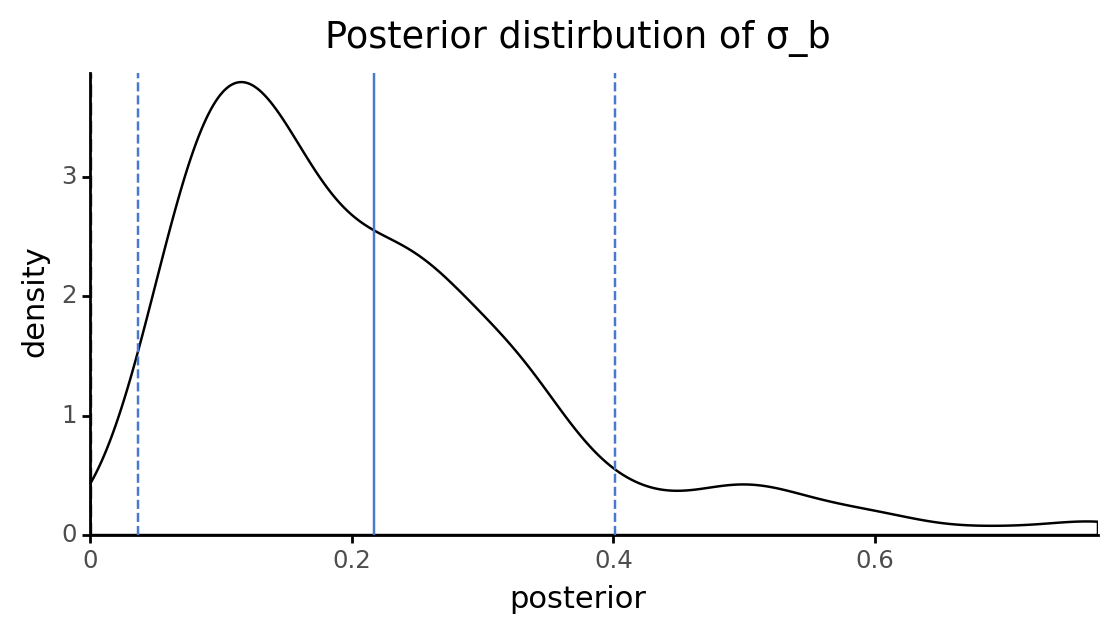 Posterior distirbution of σ_b
density
3
2
1
0
0
0.2
0.4
0.6
posterior